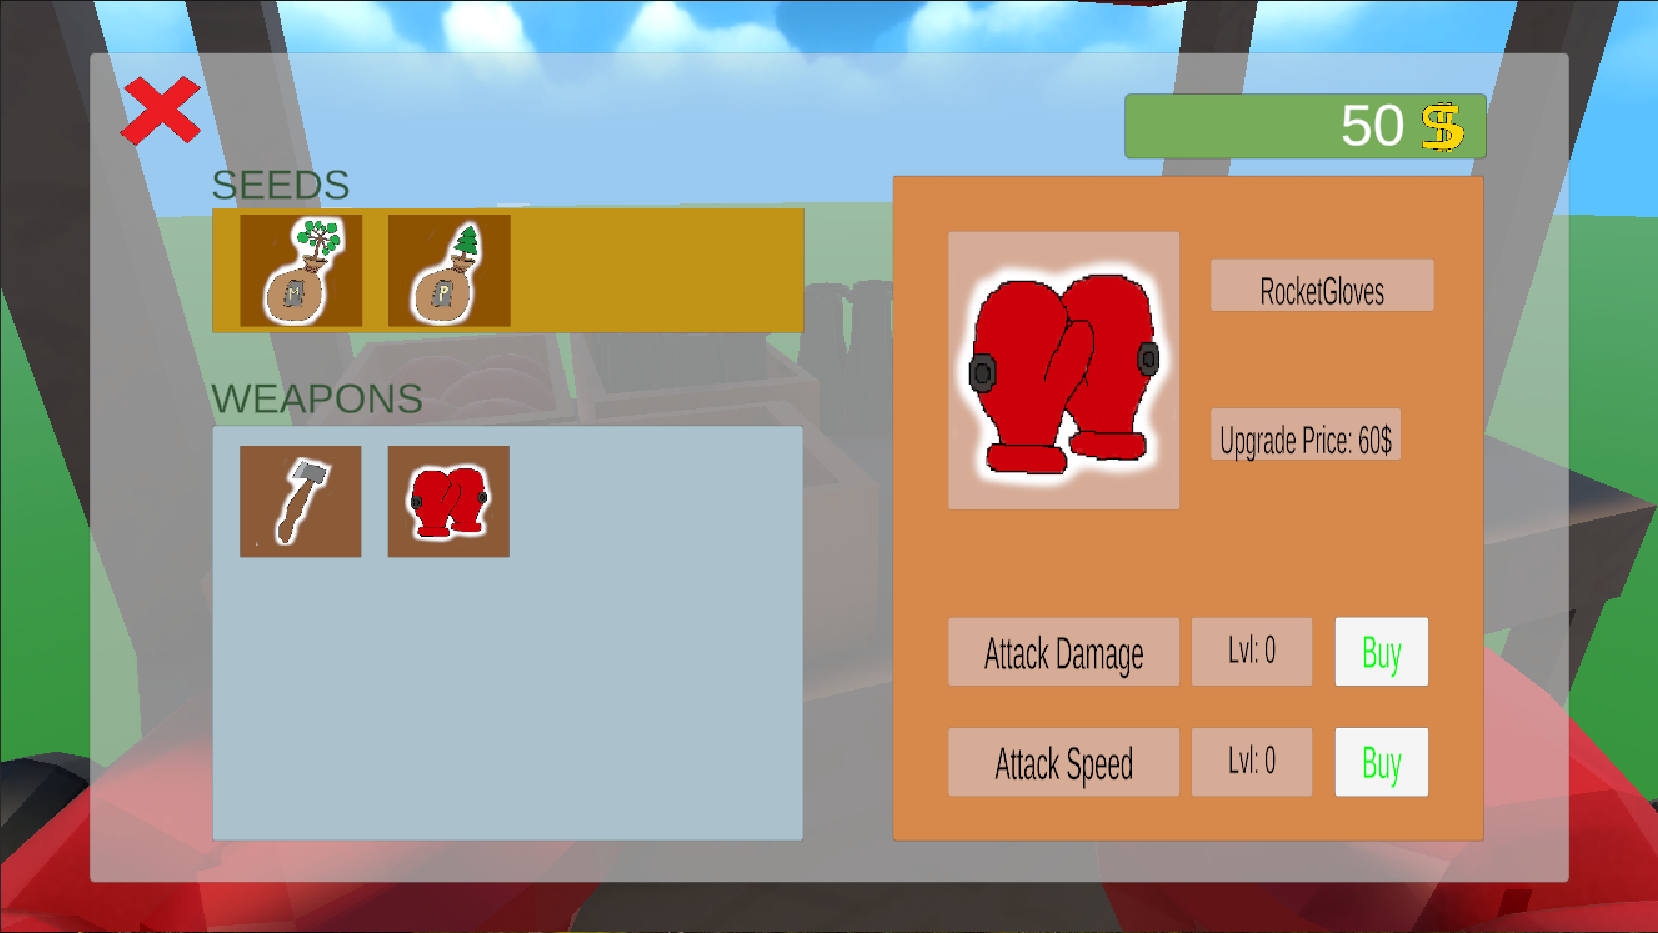 50 $
SEEDS
M
P
WEAPONS
RocketGloves
Upgrade Price: 60$
Attack Damage
Lvl: 0
Buy
Attack Speed
Lvl: 0
Buy